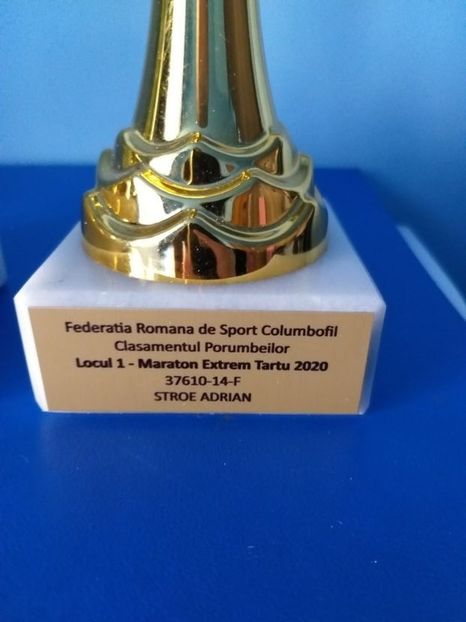 Federatia Romana de Sport Columbofil
Clasamentul Porumbeilor
Locul 1 - Maraton Extrem Tartu 2020
37610-14-F
STROE ADRIAN